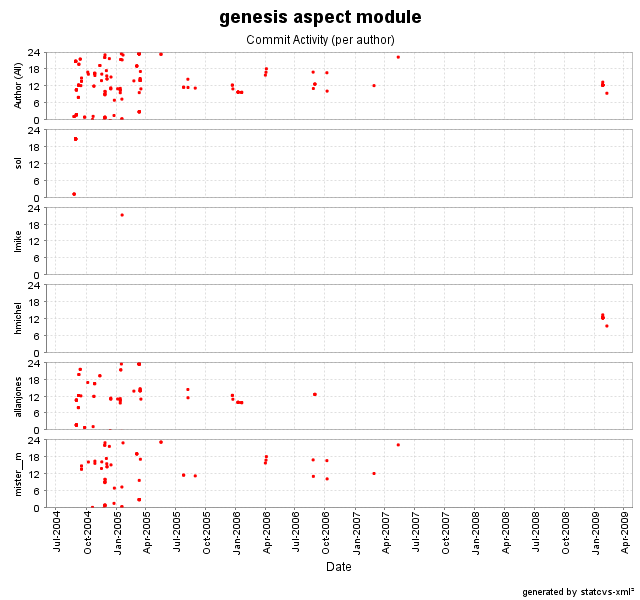 genesis aspect module
Commit Activity (per author)
Author (All)
24
18
12
6
0
sol
24
18
12
6
0
lmike
24
18
12
6
0
hmichel
24
18
12
6
0
allanjones
24
18
12
6
0
mister__m
24
18
12
6
0
Jul-2004
Oct-2004
Jan-2005
Apr-2005
Jul-2005
Oct-2005
Jan-2006
Apr-2006
Jul-2006
Oct-2006
Jan-2007
Apr-2007
Jul-2007
Oct-2007
Jan-2008
Apr-2008
Jul-2008
Oct-2008
Jan-2009
Apr-2009
Date
generated by statcvs-xml²